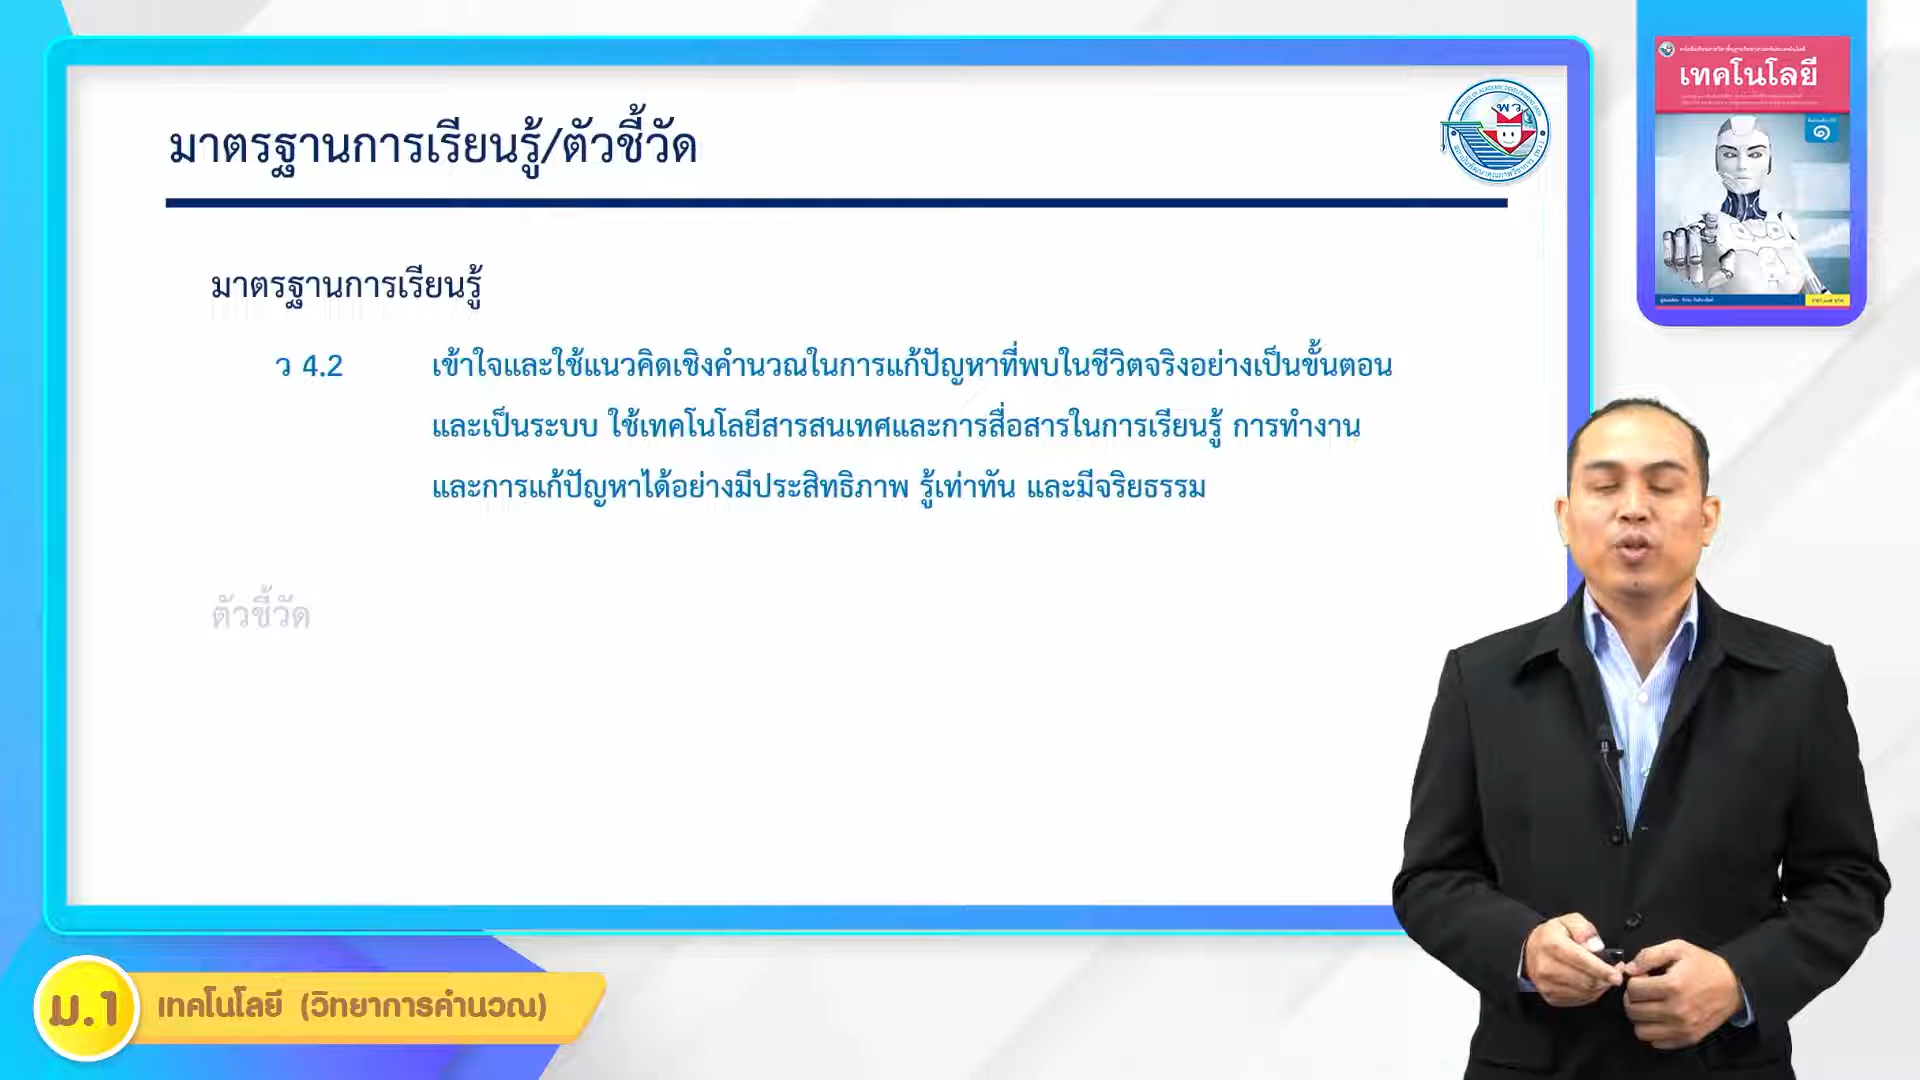 มาตรฐานการเรียนรู้/ตัวชี้วัด
พว.
เทคโนโลยี
๑
มาตรฐานการเรียนรู้
ว 4.2 เข้าใจและใช้แนวคิดเชิงคำนวณในการแก้ปัญหาที่พบในชีวิตจริงอย่างเป็นขั้นตอน
และเป็นระบบ ใช้เทคโนโลยีสารสนเทศและการสื่อสารในการเรียนรู้ การทำงาน
และการแก้ปัญหาได้อย่างมีประสิทธิภาพ รู้เท่าทัน และมีจริยธรรม
ตัวชี้วัด
ม.1 เทคโนโลยี (วิทยาการคำนวณ)